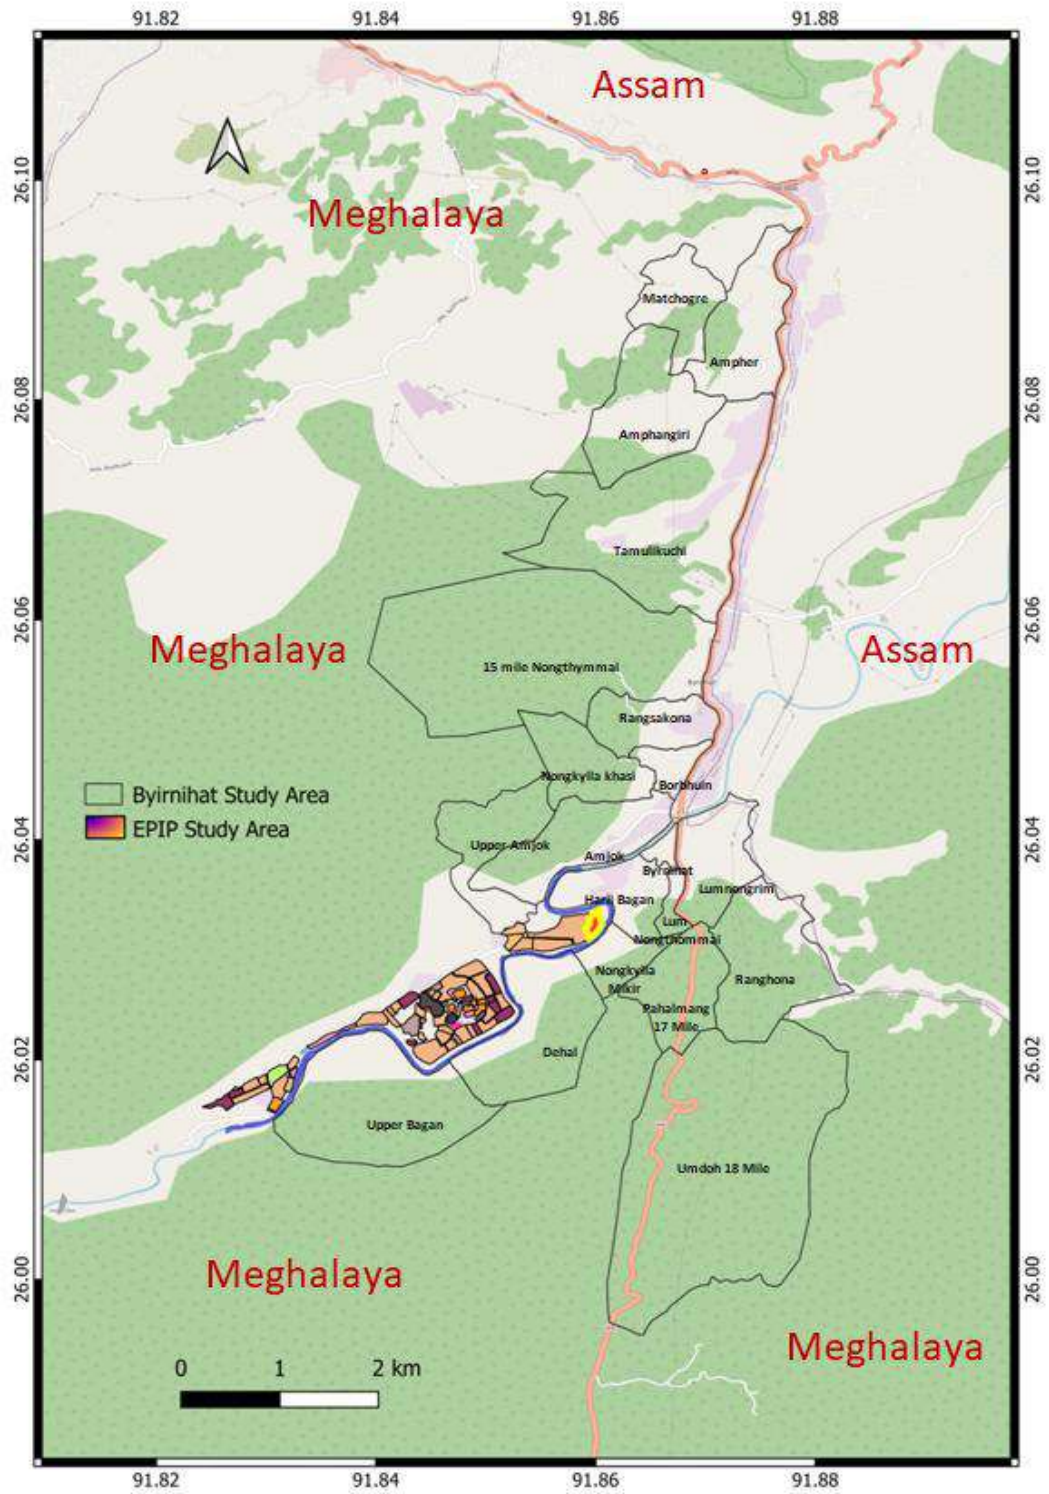 91.82 91.84 91.86 91.88
Assam
26.10
26.10
Meghalaya
Matchogre
Ampher
26.08
26.08
Amphangiri
Tamulikuchi
26.06
26.06
Meghalaya
Assam
15 mile Nongthymmai
Rangsakona
Nongkylla khasi
Borbhuin
Byirnihat Study Area
EPIP Study Area
26.04
26.04
Upper Amjok
Amjok
Byrnihat
Lumnongrim
Harli Bagan
Lum
Nongthommai
Nongkylla
Mikir
Ranghona
Pahalmang
17 Mile
Dehal
26.02
26.02
Upper Bagan
Umdoh 18 Mile
Meghalaya
26.00
26.00
Meghalaya
0 1 2 km
91.82 91.84 91.86 91.88